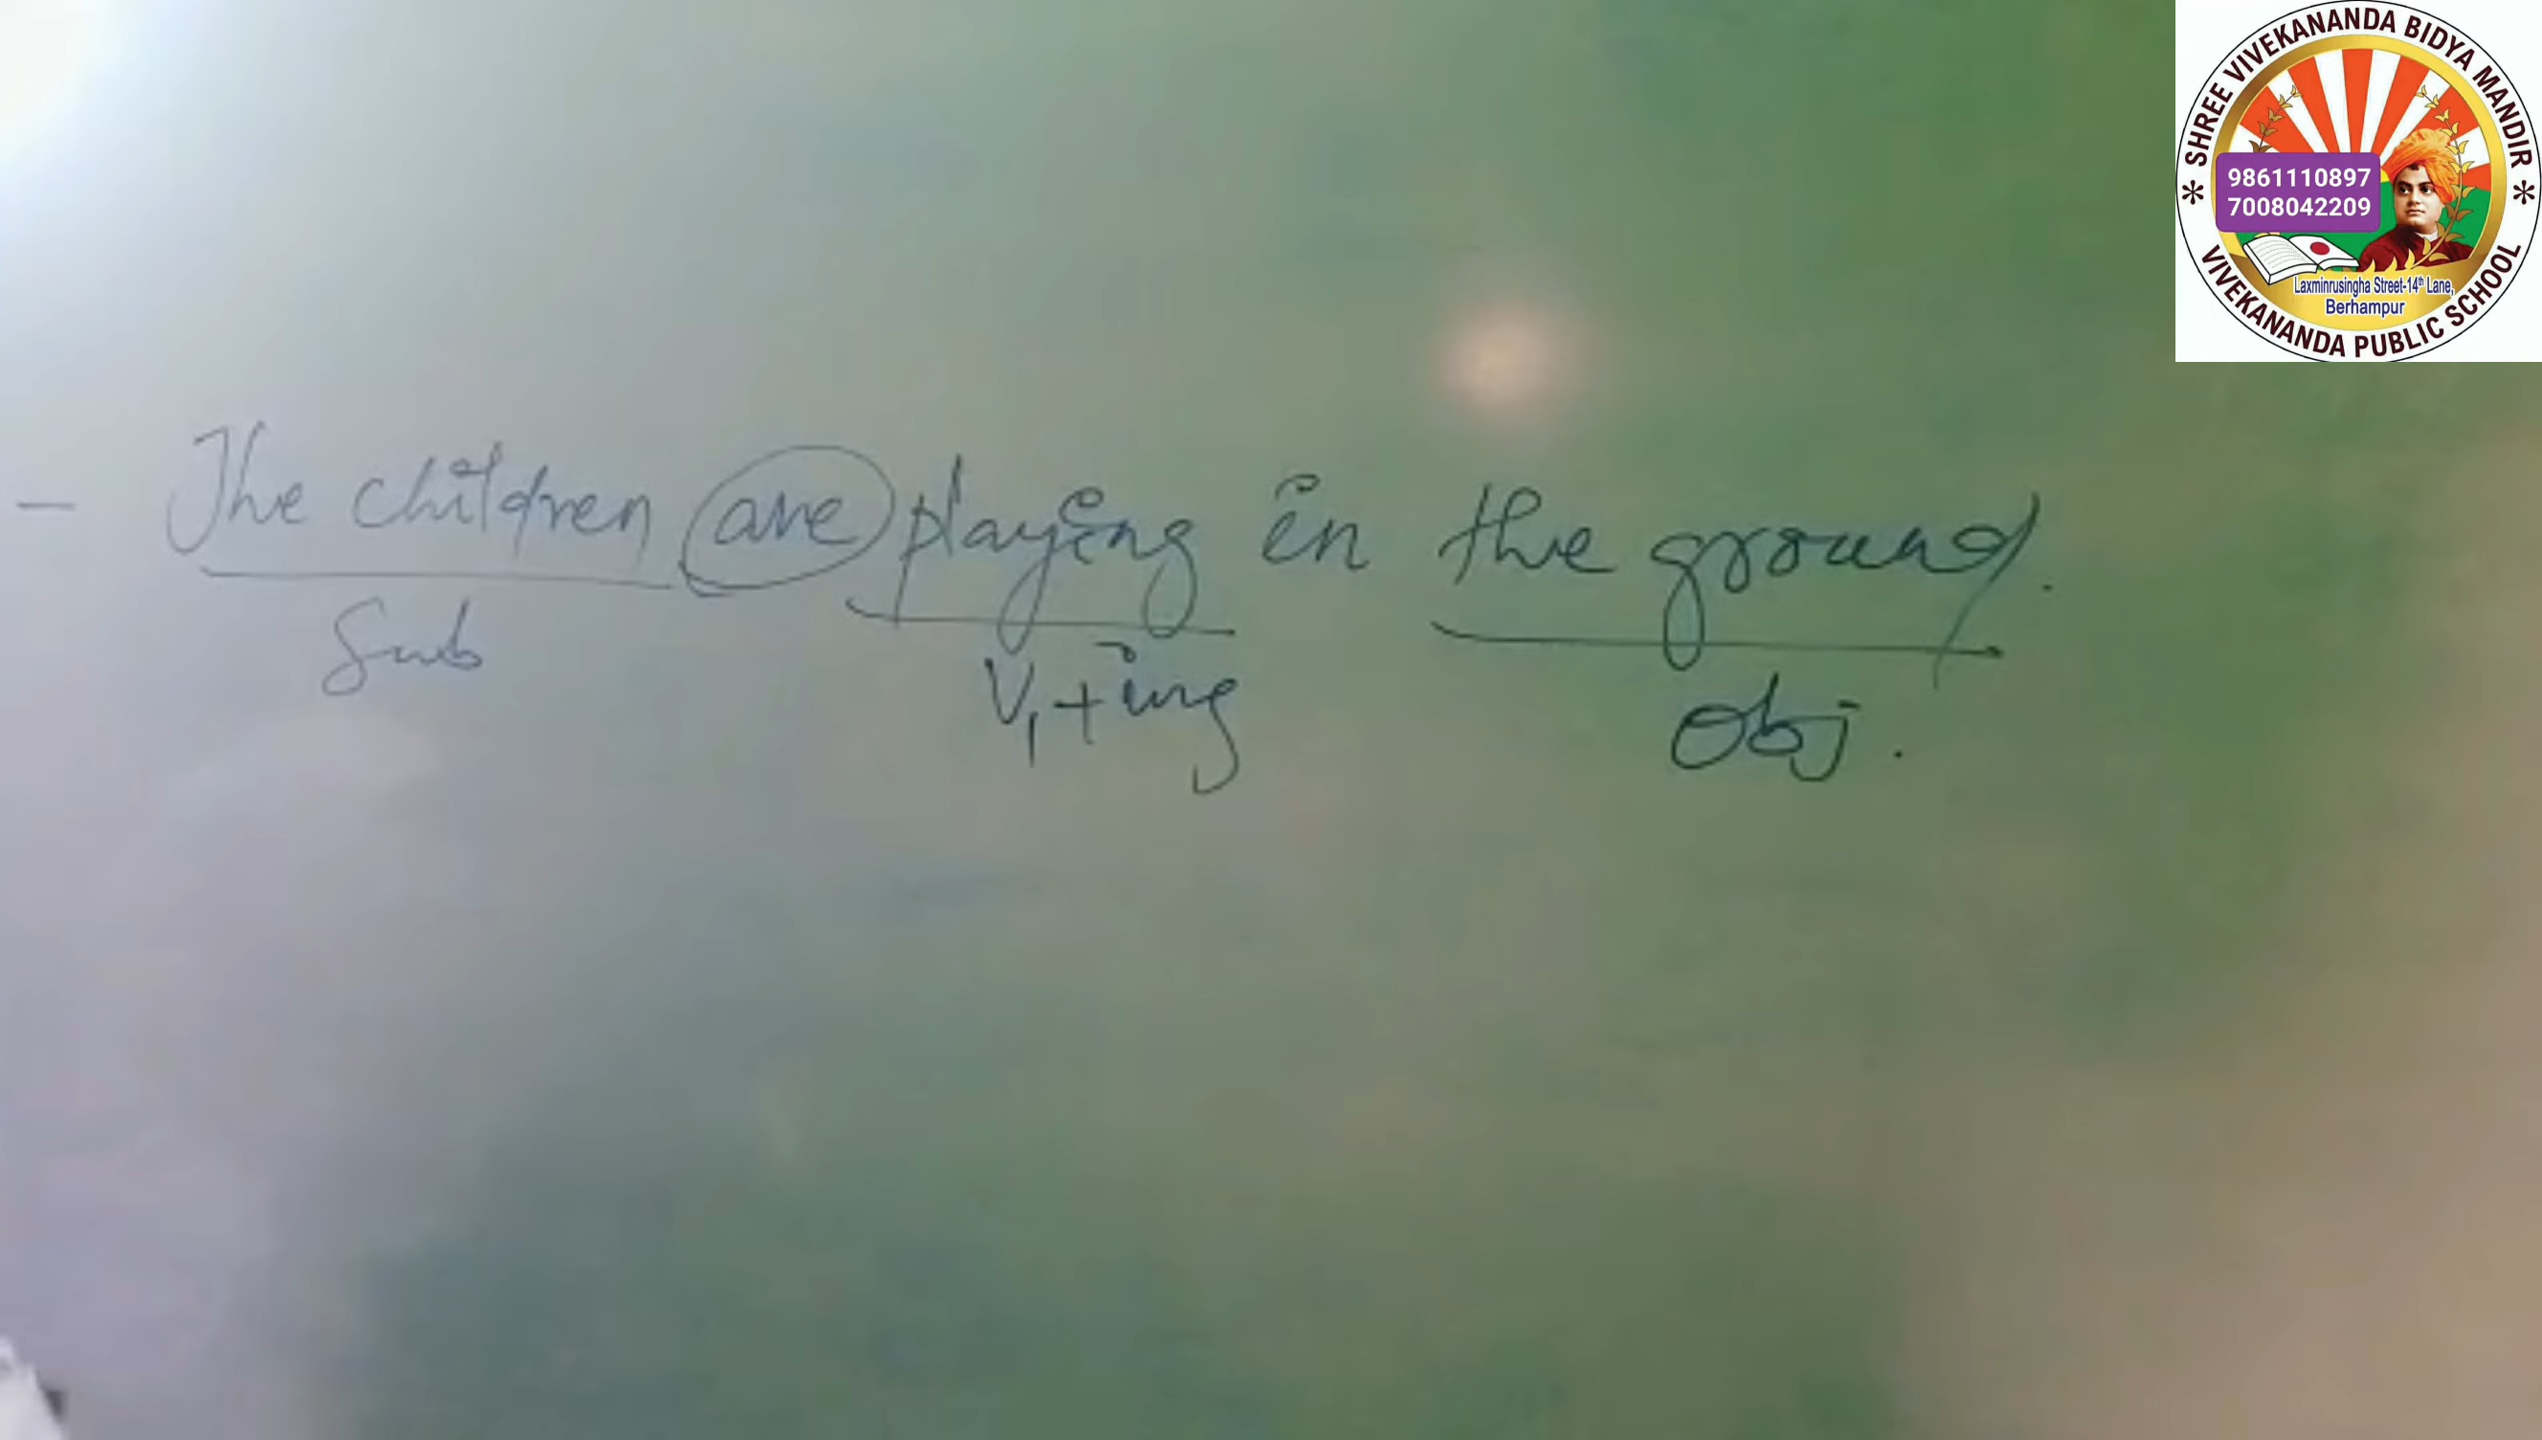 SHREE VIVEKANANDA BIDYA MANDIR
9861110897
7008042209
Laxminrusingha Street-14th Lane,
Berhampur
VIVEKANANDA PUBLIC SCHOOL
- The children are playing in the ground.
Sub V1+ing Obj.